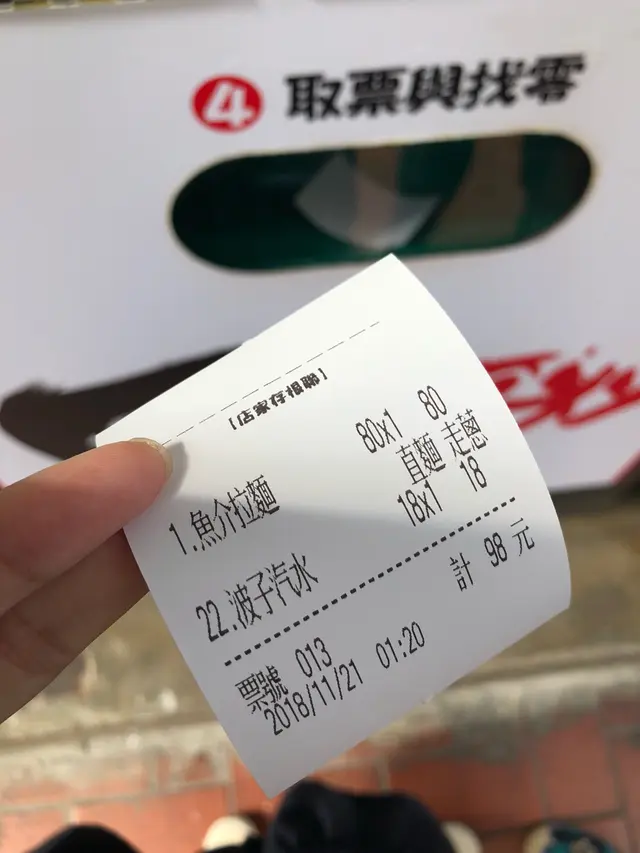 4 取票與找零
【店家存根聯】
80x1 80
1.魚介拉麵 直麵 走蔥
18x1 18
22.波子汽水
計 98 元
票號 013
2018/11/21 01:20